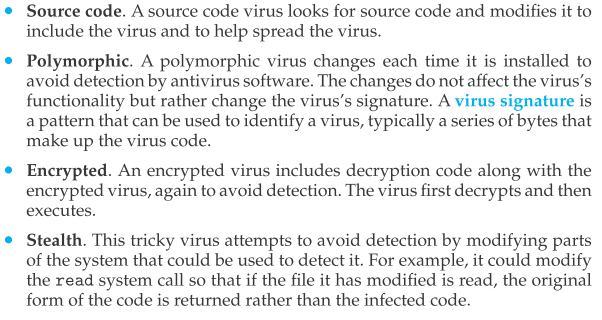 • Source code. A source code virus looks for source code and modifies it to
include the virus and to help spread the virus.
• Polymorphic. A polymorphic virus changes each time it is installed to
avoid detection by antivirus software. The changes do not affect the virus’s
functionality but rather change the virus’s signature. A virus signature is
a pattern that can be used to identify a virus, typically a series of bytes that
make up the virus code.
• Encrypted. An encrypted virus includes decryption code along with the
encrypted virus, again to avoid detection. The virus first decrypts and then
executes.
• Stealth. This tricky virus attempts to avoid detection by modifying parts
of the system that could be used to detect it. For example, it could modify
the read system call so that if the file it has modified is read, the original
form of the code is returned rather than the infected code.